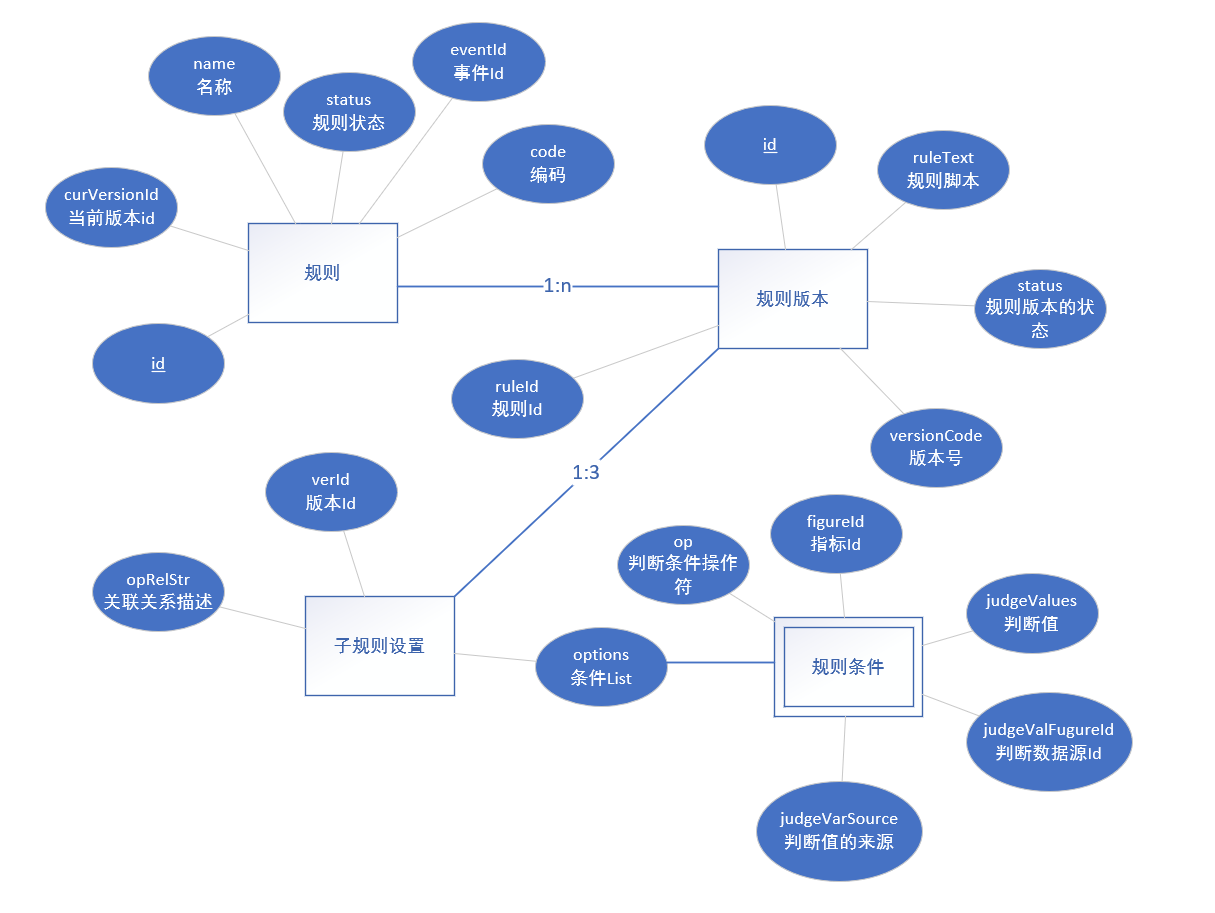 name
名称
status
规则状态
eventId
事件Id
code
编码
curVersionId
当前版本id
规则
id
1:n
id
ruleText
规则脚本
规则版本
status
规则版本的状
态
ruleId
规则Id
versionCode
版本号
1:3
verId
版本Id
opRelStr
关联关系描述
子规则设置
options
条件List
op
判断条件操作
符
figureId
指标Id
judgeValues
判断值
规则条件
judgeValFugureId
判断数据源Id
judgeVarSource
判断值的来源